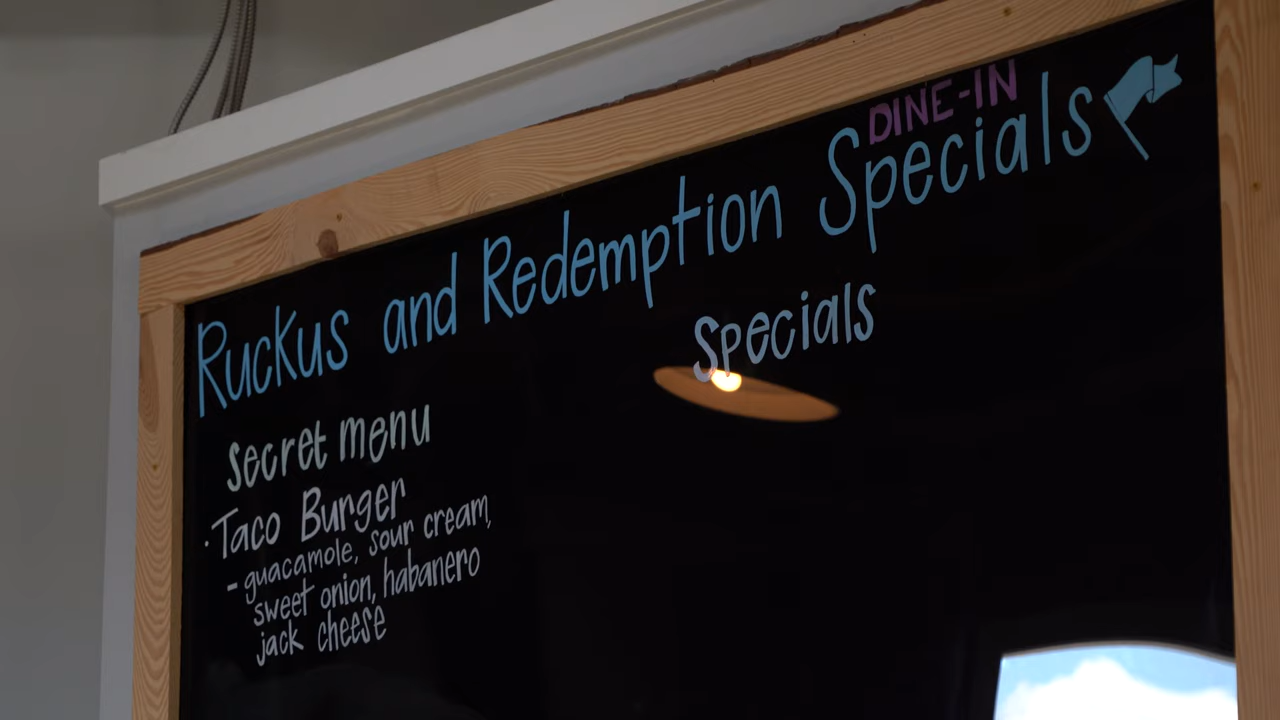 DINE-IN
Ruckus and Redemption Specials
Specials
secret menu
·Taco Burger
- guacamole, sour cream,
sweet onion, habanero
jack cheese